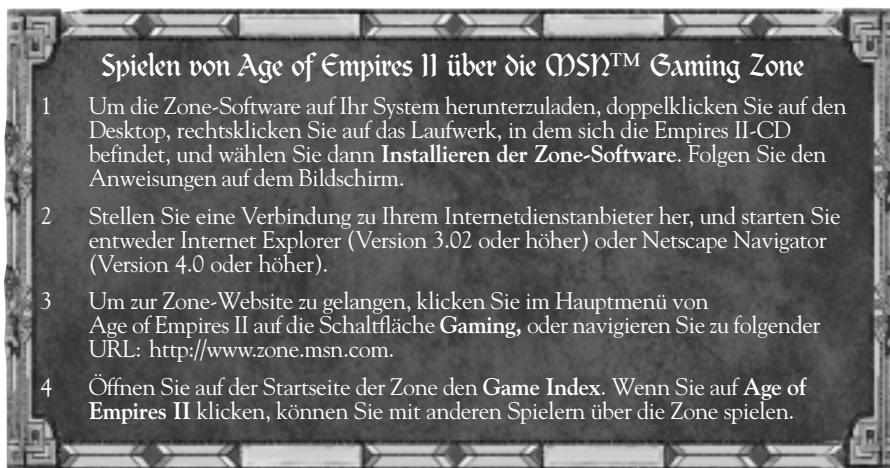 Spielen von Age of Empires II über die MSN™ Gaming Zone
1 Um die Zone-Software auf Ihr System herunterzuladen, doppelklicken Sie auf den
Desktop, rechtsklicken Sie auf das Laufwerk, in dem sich die Empires II-CD
befindet, und wählen Sie dann Installieren der Zone-Software. Folgen Sie den
Anweisungen auf dem Bildschirm.
2 Stellen Sie eine Verbindung zu Ihrem Internetdienstanbieter her, und starten Sie
entweder Internet Explorer (Version 3.02 oder höher) oder Netscape Navigator
(Version 4.0 oder höher).
3 Um zur Zone-Website zu gelangen, klicken Sie im Hauptmenü von
Age of Empires II auf die Schaltfläche Gaming, oder navigieren Sie zu folgender
URL: http://www.zone.msn.com.
4 Öffnen Sie auf der Startseite der Zone den Game Index. Wenn Sie auf Age of
Empires II klicken, können Sie mit anderen Spielern über die Zone spielen.